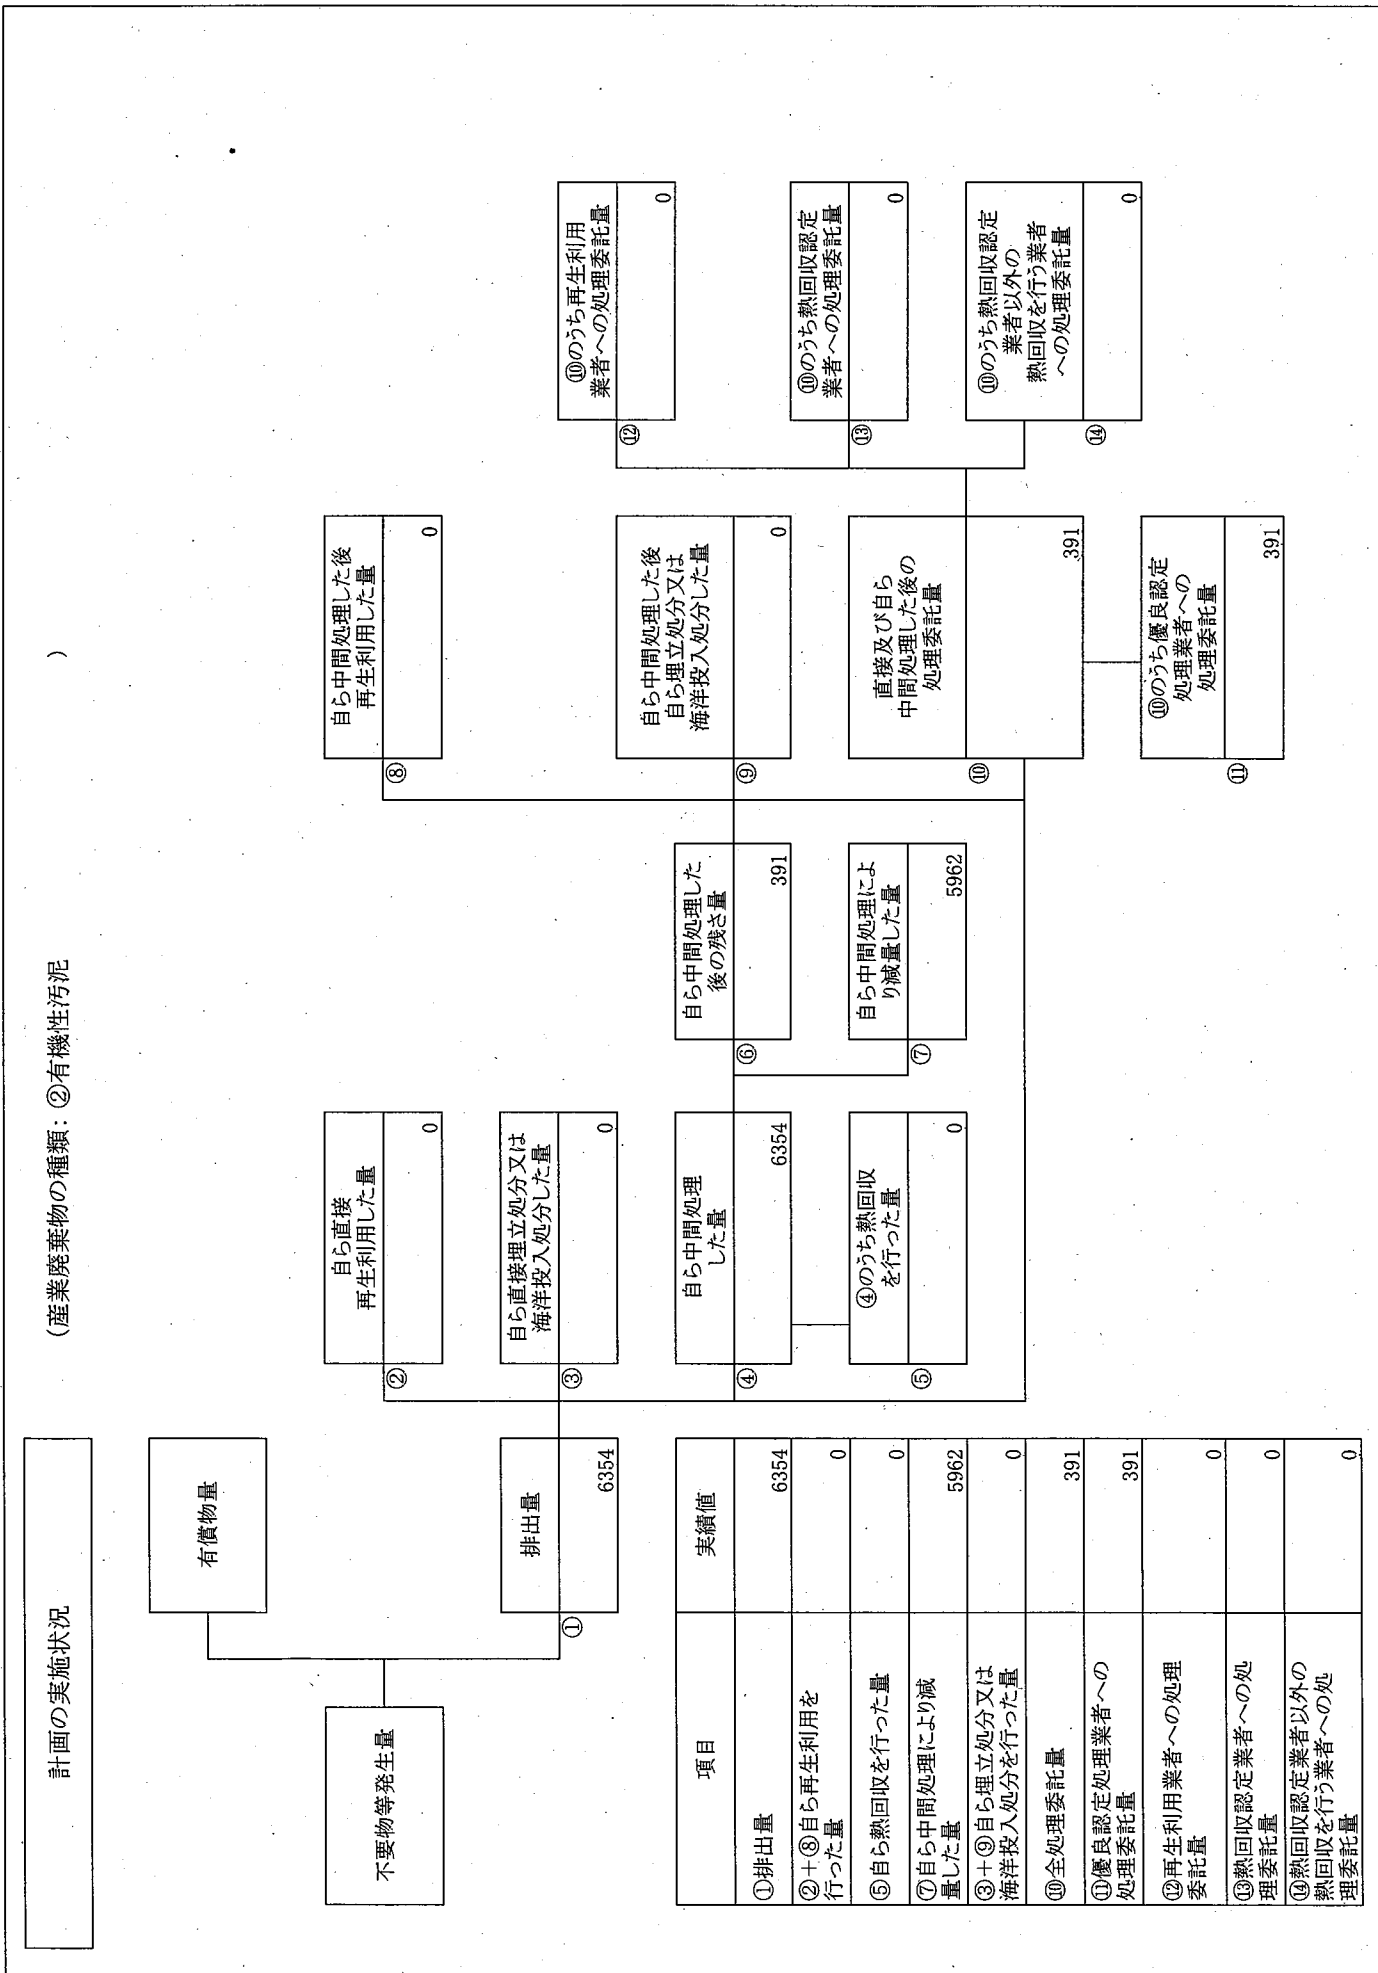 計画の実施状況
(産業廃棄物の種類：②有機性汚泥
)
不要物等発生量
有償物量
①
排出量
6354
②
自ら直接
再生利用した量
0
③
自ら直接埋立処分又は
海洋投入処分した量
0
④
自ら中間処理
した量
6354
⑤
④のうち熱回収
を行った量
0
⑥
自ら中間処理した
後の残さ量
391
⑦
自ら中間処理によ
り減量した量
5962
⑧
自ら中間処理した後
再生利用した量
0
⑨
自ら中間処理した後
自ら埋立処分又は
海洋投入処分した量
0
⑩
直接及び自ら
中間処理した後の
処理委託量
391
⑪
⑩のうち優良認定
処理業者への
処理委託量
391
⑫
⑩のうち再生利用
業者への処理委託量
0
⑬
⑩のうち熱回収認定
業者への処理委託量
0
⑭
⑩のうち熱回収認定
業者以外の
熱回収を行う業者
への処理委託量
0
項目
実績値
①排出量
6354
②＋⑧自ら再生利用を
行った量
0
⑤自ら熱回収を行った量
0
⑦自ら中間処理により減
量した量
5962
③＋⑨自ら埋立処分又は
海洋投入処分を行った量
0
⑩全処理委託量
391
⑪優良認定処理業者への
処理委託量
391
⑫再生利用業者への処理
委託量
0
⑬熱回収認定業者への処
理委託量
0
⑭熱回収認定業者以外の
熱回収を行う業者への処
理委託量
0